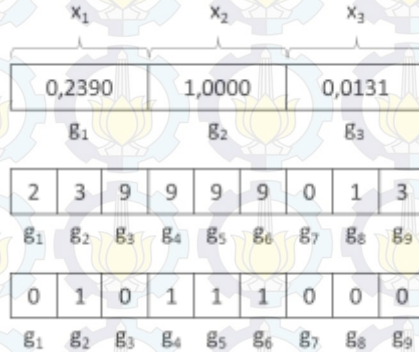 x₁ x₂ x₃
0,2390 1,0000 0,0131
g₁ g₂ g₃
2 3 9 9 9 9 0 1 3
g₁ g₂ g₃ g₄ g₅ g₆ g₇ g₈ g₉
0 1 0 1 1 1 0 0 0
g₁ g₂ g₃ g₄ g₅ g₆ g₇ g₈ g₉